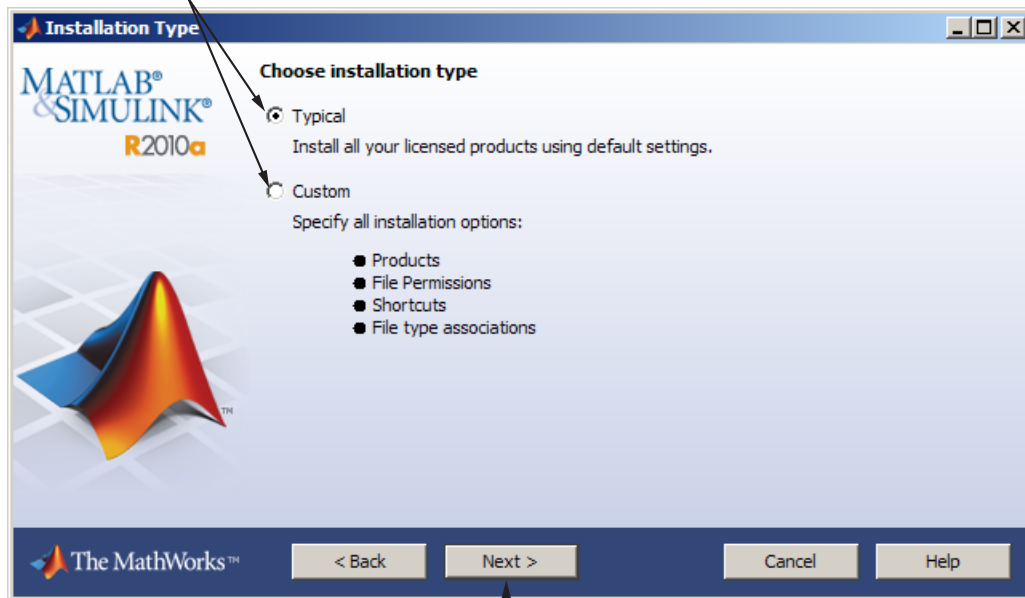 Installation Type
MATLAB®
&SIMULINK®
R2010a
Choose installation type
Typical
Install all your licensed products using default settings.
Custom
Specify all installation options:
Products
File Permissions
Shortcuts
File type associations
TM
The MathWorks™
< Back
Next >
Cancel
Help